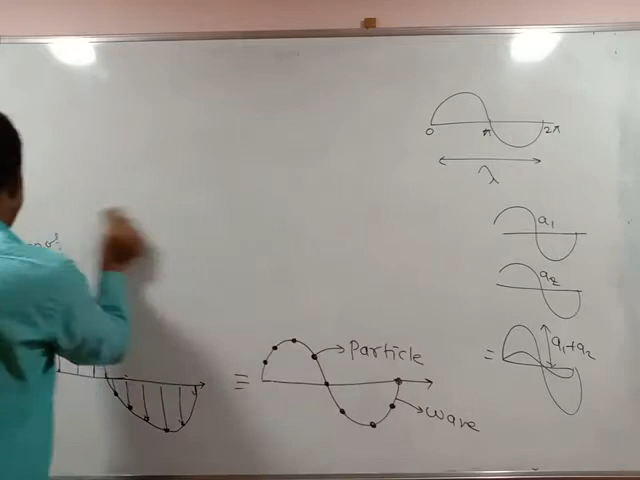 0 π 2π
λ
a₁
a₂
= a₁+a₂
≡ Particle
wave